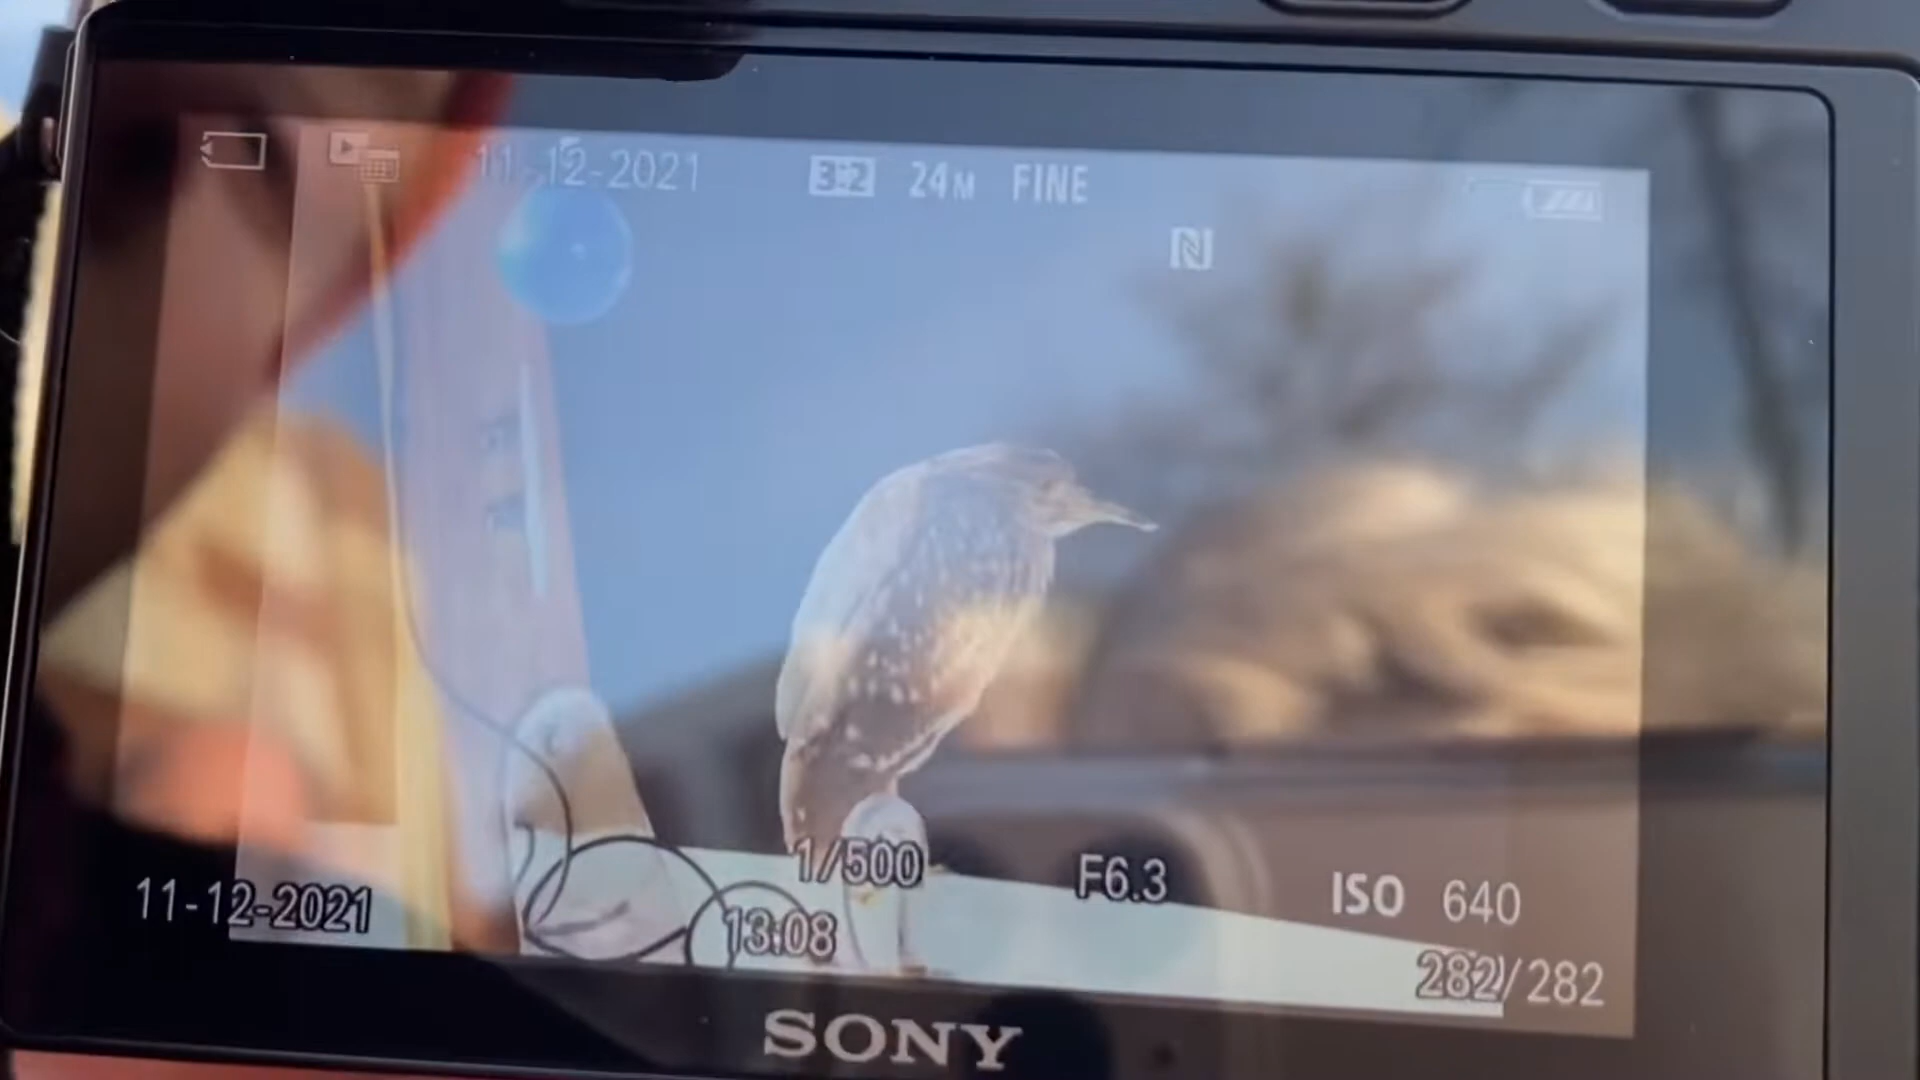 11-12-2021 3:2 24M FINE
1/500 F6.3 ISO 640
11-12-2021 13:08 282/282
SONY